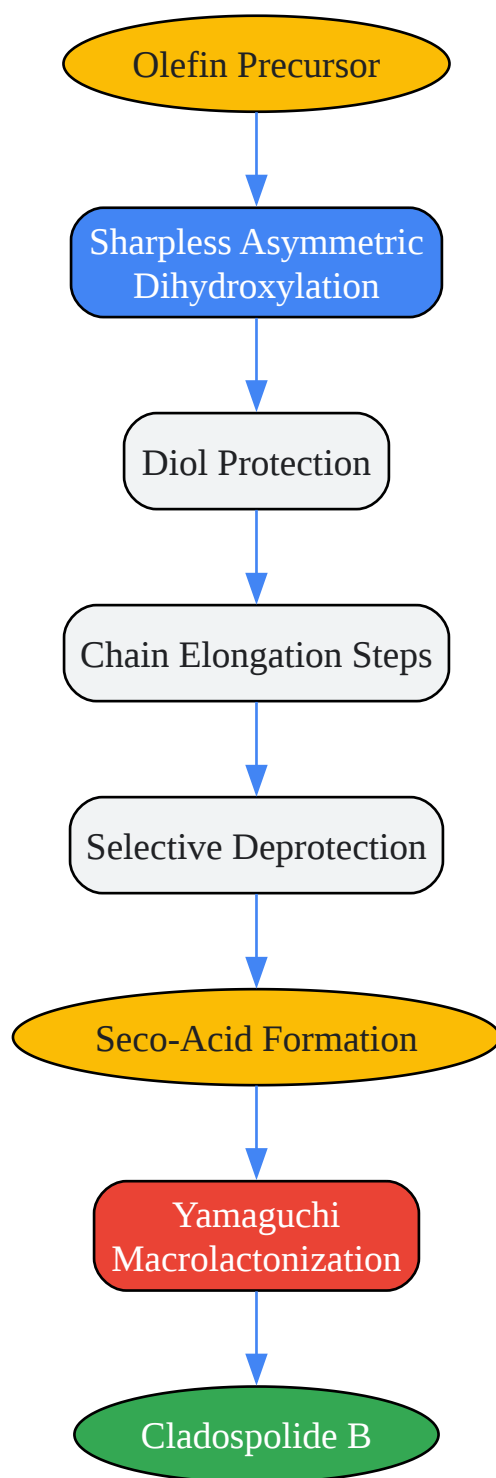 Olefin Precursor
Sharpless Asymmetric
Dihydroxylation
Diol Protection
Chain Elongation Steps
Selective Deprotection
Seco-Acid Formation
Yamaguchi
Macrolactonization
Cladospolide B